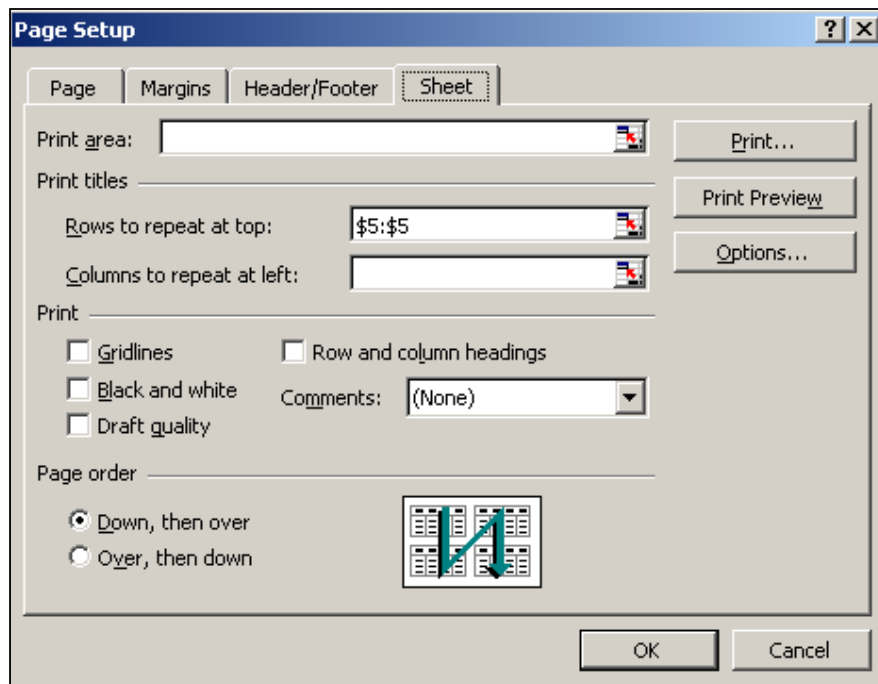 Page Setup
Page Margins Header/Footer Sheet
Print area:
Print...
Print titles
Print Preview
Rows to repeat at top: $5:$5
Options...
Columns to repeat at left:
Print
Gridlines Row and column headings
Black and white Comments: (None)
Draft quality
Page order
Down, then over
Over, then down
OK Cancel